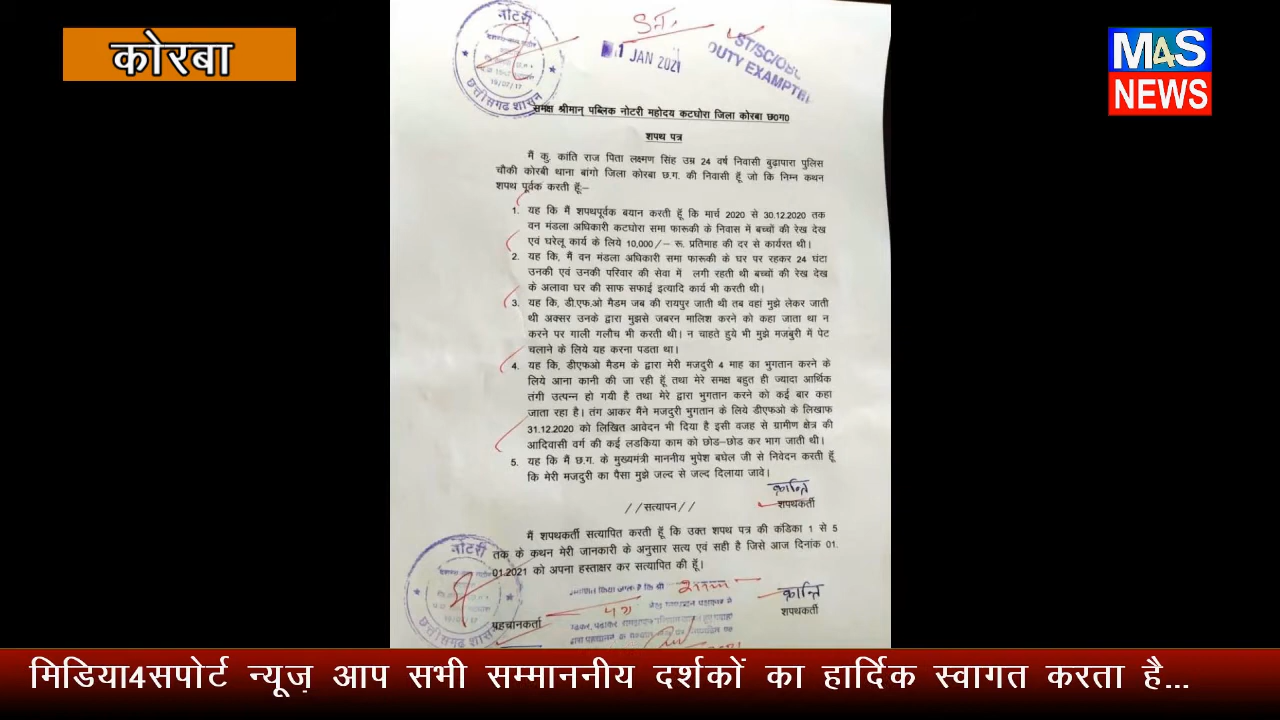 कोरबा
M4S
NEWS
नोटरी
19/07/17
छत्तीसगढ़ शासन
1 JAN 2021
ST/SC/OBC
DUTY EXAMPTED
समक्ष श्रीमान् पब्लिक नोटरी महोदय कटघोरा जिला कोरबा छ0ग0
शपथ पत्र
मैं कु. कांति राज पिता लक्ष्मण सिंह उम्र 24 वर्ष निवासी बुढ़ापारा पुलिस
चौकी कोरबी थाना बांगो जिला कोरबा छ.ग. की निवासी हूँ जो कि निम्न कथन
शपथ पूर्वक करती हूँ:–
1. यह कि मैं शपथपूर्वक बयान करती हूँ कि मार्च 2020 से 30.12.2020 तक
वन मंडला अधिकारी कटघोरा समा फारूकी के निवास में बच्चों की रेख देख
एवं घरेलू कार्य के लिये 10,000/– रू. प्रतिमाह की दर से कार्यरत थी।
2. यह कि, मैं वन मंडला अधिकारी समा फारूकी के घर पर रहकर 24 घंटा
उनकी एवं उनकी परिवार की सेवा में लगी रहती थी बच्चों की रेख देख
के अलावा घर की साफ सफाई इत्यादि कार्य भी करती थी।
3. यह कि, डी.एफ.ओ मैडम जब की रायपुर जाती थी तब वहां मुझे लेकर जाती
थी अक्सर उनके द्वारा मुझसे जबरन मालिश करने को कहा जाता था न
करने पर गाली गलौच भी करती थी। न चाहते हुये भी मुझे मजबुरी में पेट
चलाने के लिये यह करना पडता था।
4. यह कि, डीएफओ मैडम के द्वारा मेरी मजदुरी 4 माह का भुगतान करने के
लिये आना कानी की जा रही हूँ तथा मेरे समक्ष बहुत ही ज्यादा आर्थिक
तंगी उत्पन्न हो गयी है तथा मेरे द्वारा भुगतान करने को कई बार कहा
जाता रहा है। तंग आकर मैंने मजदुरी भुगतान के लिये डीएफओ के लिखाफ
31.12.2020 को लिखित आवेदन भी दिया है इसी वजह से ग्रामीण क्षेत्र की
आदिवासी वर्ग की कई लडकिया काम को छोड–छोड कर भाग जाती थी।
5. यह कि मैं छ.ग. के मुख्यमंत्री माननीय भुपेश बघेल जी से निवेदन करती हूँ
कि मेरी मजदुरी का पैसा मुझे जल्द से जल्द दिलाया जावे।
क्रान्ति
//सत्यापन// शपथकर्ती
मैं शपथकर्ती सत्यापित करती हूँ कि उक्त शपथ पत्र की कंडिका 1 से 5
तक के कथन मेरी जानकारी के अनुसार सत्य एवं सही है जिसे आज दिनांक 01.
01.2021 को अपना हस्ताक्षर कर सत्यापित की हूँ।
नोटरी
19/07/17
छत्तीसगढ़ शासन
क्रान्ति
शपथकर्ती
पहचानकर्ता
मिडिया4सपोर्ट न्यूज़ आप सभी सम्माननीय दर्शकों का हार्दिक स्वागत करता है...